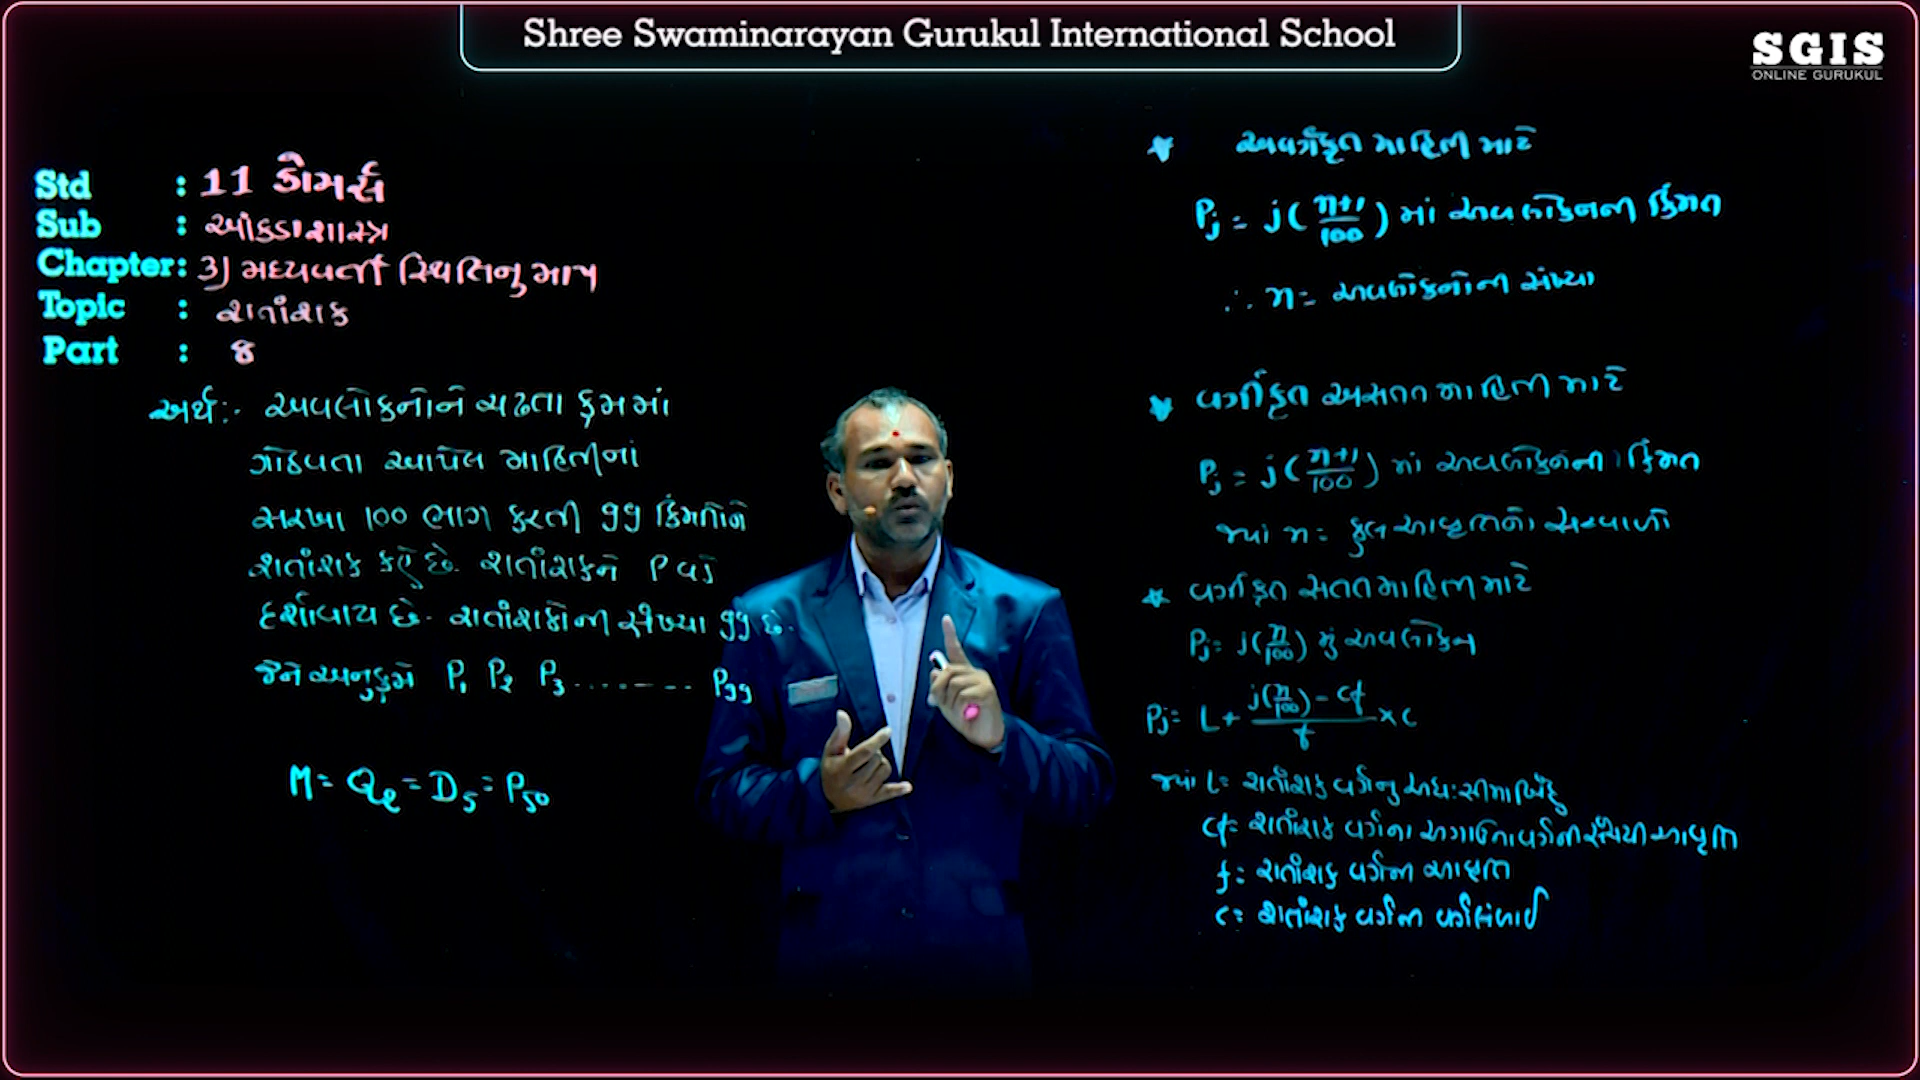 Shree Swaminarayan Gurukul International School
SGIS
ONLINE GURUKUL
Std : 11 કોમર્સ
Sub : આંકડાશાસ્ત્ર
Chapter: 3) મધ્યવર્તી સ્થિતિનુ માપ
Topic : શતાંશક
Part : 8
અર્થ:- અવલોકનોને ચઢતા ક્રમમાં
ગોઠવતા આપેલ માહિતીનાં
સરખા 100 ભાગ કરતી 99 કિંમતોને
શતાંશક કહે છે. શતાંશકને P વડે
દર્શાવાય છે. શતાંશકોની સંખ્યા 99 છે.
જેને અનુક્રમે P₁ P₂ P₃ ........ P₉₉
M = Q₂ = D₅ = P₅₀
★ અવર્ગીકૃત માહિતી માટે
Pj = j(n+1/100) માં અવલોકનની કિંમત
∴ n = અવલોકનોની સંખ્યા
★ વર્ગીકૃત અસતત માહિતી માટે
Pj = j(n+1/100) માં અવલોકનની કિંમત
જ્યાં n = કુલ આવૃત્તિનો સરવાળો
★ વર્ગીકૃત સતત માહિતી માટે
Pj = j(n/100) મું અવલોકન
Pj = L + j(n/100) - cf / f × c
જ્યાં L = શતાંશક વર્ગનુ અધ:સીમાબિંદુ
cf = શતાંશક વર્ગના આગાઉના વર્ગની સંચયી આવૃત્તિ
f = શતાંશક વર્ગની આવૃત્તિ
c = શતાંશક વર્ગની વર્ગલંબાઈ